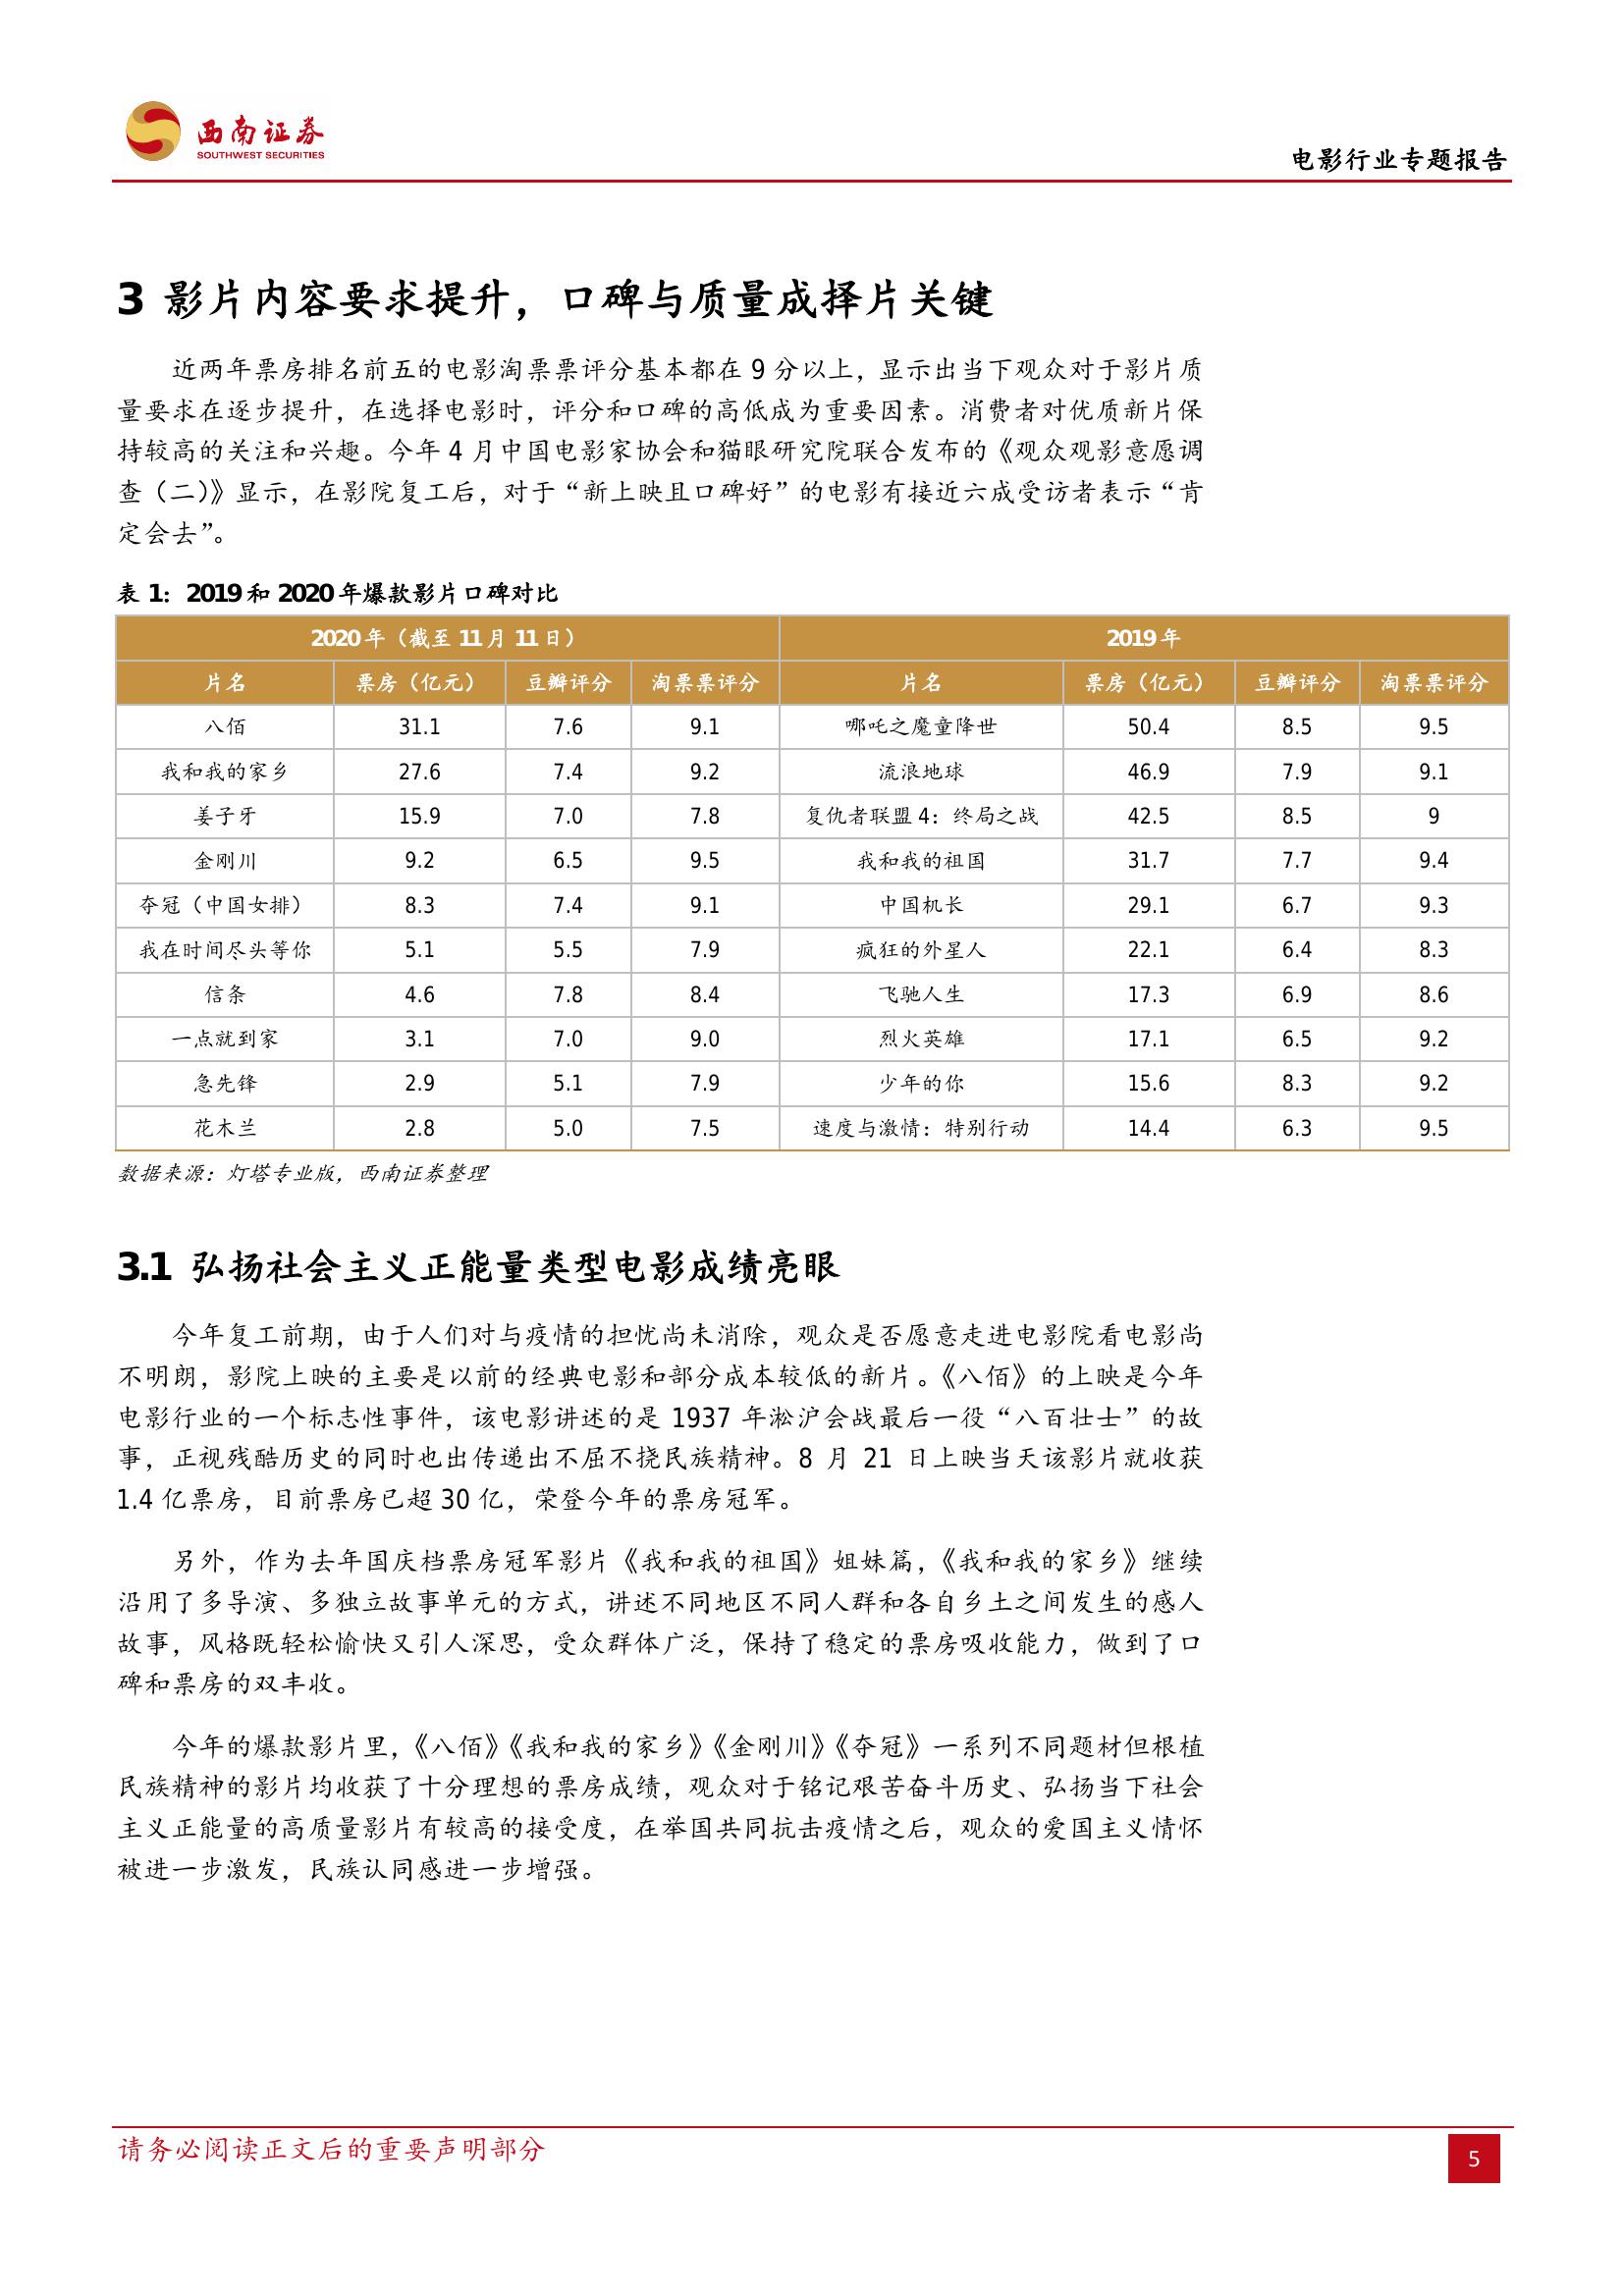 西南证券
SOUTHWEST SECURITIES
电影行业专题报告
3 影片内容要求提升，口碑与质量成择片关键
近两年票房排名前五的电影淘票票评分基本都在 9 分以上，显示出当下观众对于影片质
量要求在逐步提升，在选择电影时，评分和口碑的高低成为重要因素。消费者对优质新片保
持较高的关注和兴趣。今年 4 月中国电影家协会和猫眼研究院联合发布的《观众观影意愿调
查（二）》显示，在影院复工后，对于“新上映且口碑好”的电影有接近六成受访者表示“肯
定会去”。
表 1：2019 和 2020 年爆款影片口碑对比
2020 年（截至 11 月 11 日） 2019 年
片名 票房（亿元） 豆瓣评分 淘票票评分 片名 票房（亿元） 豆瓣评分 淘票票评分
八佰 31.1 7.6 9.1 哪吒之魔童降世 50.4 8.5 9.5
我和我的家乡 27.6 7.4 9.2 流浪地球 46.9 7.9 9.1
姜子牙 15.9 7.0 7.8 复仇者联盟 4：终局之战 42.5 8.5 9
金刚川 9.2 6.5 9.5 我和我的祖国 31.7 7.7 9.4
夺冠（中国女排） 8.3 7.4 9.1 中国机长 29.1 6.7 9.3
我在时间尽头等你 5.1 5.5 7.9 疯狂的外星人 22.1 6.4 8.3
信条 4.6 7.8 8.4 飞驰人生 17.3 6.9 8.6
一点就到家 3.1 7.0 9.0 烈火英雄 17.1 6.5 9.2
急先锋 2.9 5.1 7.9 少年的你 15.6 8.3 9.2
花木兰 2.8 5.0 7.5 速度与激情：特别行动 14.4 6.3 9.5
数据来源：灯塔专业版，西南证券整理
3.1 弘扬社会主义正能量类型电影成绩亮眼
今年复工前期，由于人们对与疫情的担忧尚未消除，观众是否愿意走进电影院看电影尚
不明朗，影院上映的主要是以前的经典电影和部分成本较低的新片。《八佰》的上映是今年
电影行业的一个标志性事件，该电影讲述的是 1937 年淞沪会战最后一役“八百壮士”的故
事，正视残酷历史的同时也出传递出不屈不挠民族精神。8 月 21 日上映当天该影片就收获
1.4 亿票房，目前票房已超 30 亿，荣登今年的票房冠军。
另外，作为去年国庆档票房冠军影片《我和我的祖国》姐妹篇，《我和我的家乡》继续
沿用了多导演、多独立故事单元的方式，讲述不同地区不同人群和各自乡土之间发生的感人
故事，风格既轻松愉快又引人深思，受众群体广泛，保持了稳定的票房吸收能力，做到了口
碑和票房的双丰收。
今年的爆款影片里，《八佰》《我和我的家乡》《金刚川》《夺冠》一系列不同题材但根植
民族精神的影片均收获了十分理想的票房成绩，观众对于铭记艰苦奋斗历史、弘扬当下社会
主义正能量的高质量影片有较高的接受度，在举国共同抗击疫情之后，观众的爱国主义情怀
被进一步激发，民族认同感进一步增强。
请务必阅读正文后的重要声明部分
5